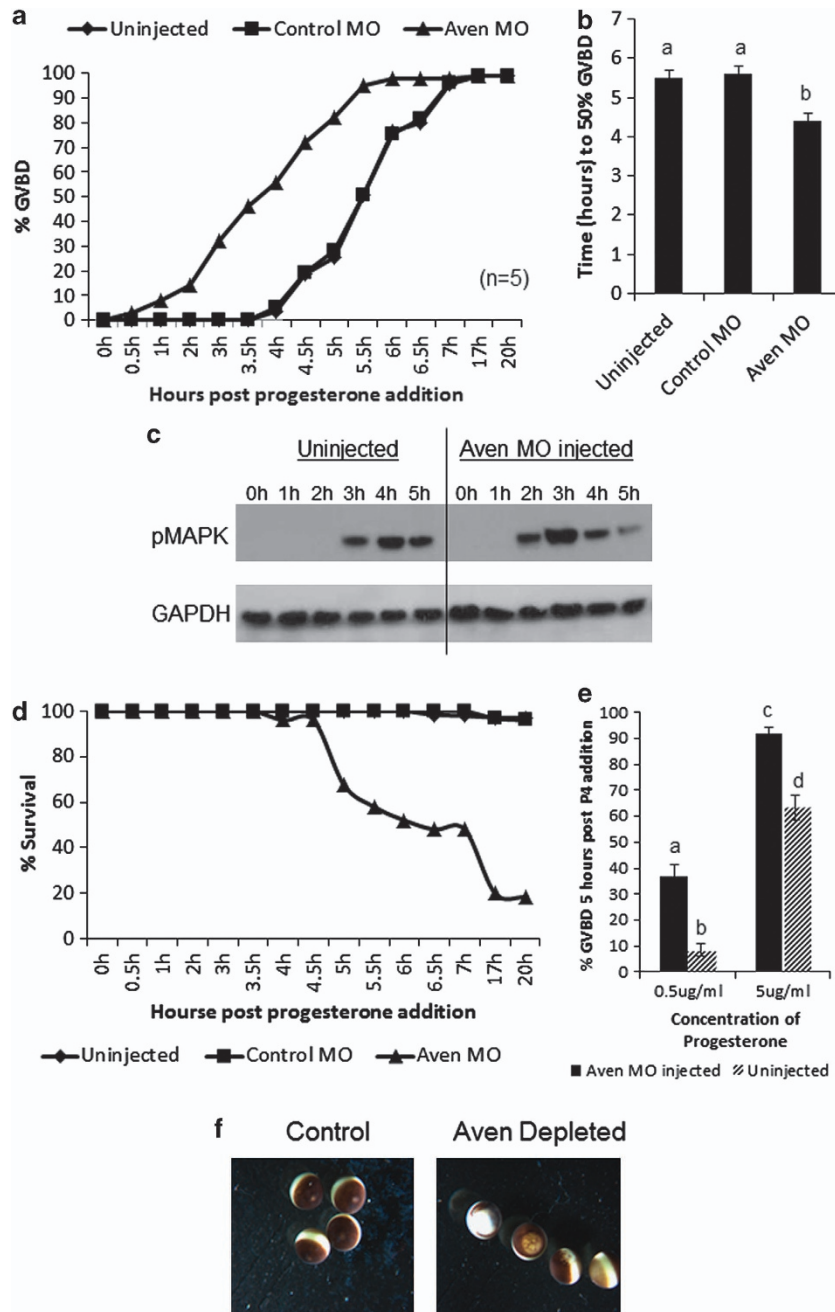 a
Uninjected Control MO Aven MO
% GVBD
100
90
80
70
60
50
40
30
20
10
0
(n=5)
0h 0.5h 1h 2h 3h 3.5h 4h 4.5h 5h 5.5h 6h 6.5h 7h 17h 20h
Hours post progesterone addition
b
Time (hours) to 50% GVBD
7
6
5
4
3
2
1
0
a a b
Uninjected Control MO Aven MO
c
Uninjected Aven MO injected
0h 1h 2h 3h 4h 5h 0h 1h 2h 3h 4h 5h
pMAPK
GAPDH
d
% Survival
100
80
60
40
20
0
0h 0.5h 1h 2h 3h 3.5h 4h 4.5h 5h 5.5h 6h 6.5h 7h 17h 20h
Hourse post progesterone addition
Uninjected Control MO Aven MO
e
% GVBD 5 hours post P4 addition
100
90
80
70
60
50
40
30
20
10
0
a b c d
0.5ug/ml 5ug/ml
Concentration of
Progesterone
Aven MO injected Uninjected
f
Control Aven Depleted